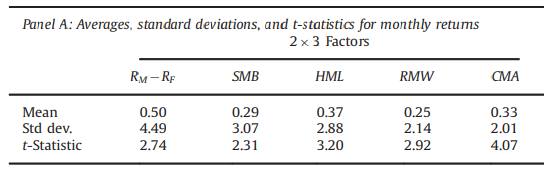 Panel A: Averages, standard deviations, and t-statistics for monthly returns
2 × 3 Factors
R_M − R_F SMB HML RMW CMA
Mean 0.50 0.29 0.37 0.25 0.33
Std dev. 4.49 3.07 2.88 2.14 2.01
t-Statistic 2.74 2.31 3.20 2.92 4.07